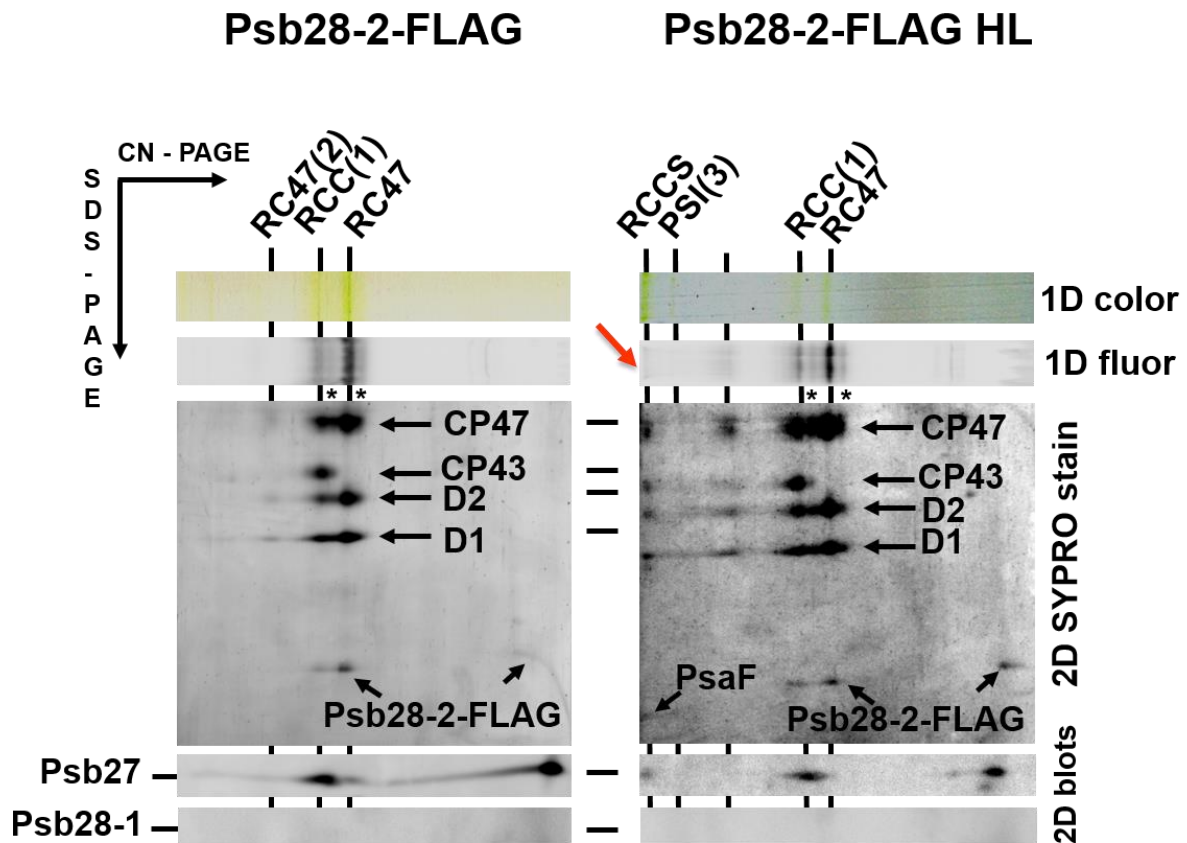 Psb28-2-FLAG
Psb28-2-FLAG HL
CN - PAGE
SDS-PAGE
RC47(2)
RCC(1)
RC47
RCCS
PSI(3)
RCC(1)
RC47
1D color
1D fluor
* *
* *
CP47
CP43
D2
D1
Psb28-2-FLAG
CP47
CP43
D2
D1
PsaF
Psb28-2-FLAG
2D SYPRO stain
Psb27
Psb28-1
2D blots